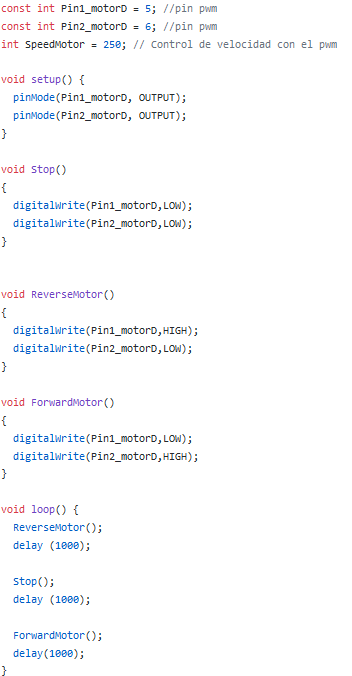 const int Pin1_motorD = 5; //pin pwm
const int Pin2_motorD = 6; //pin pwm
int SpeedMotor = 250; // Control de velocidad con el pwm
void setup() {
pinMode(Pin1_motorD, OUTPUT);
pinMode(Pin2_motorD, OUTPUT);
}
void Stop()
{
digitalWrite(Pin1_motorD,LOW);
digitalWrite(Pin2_motorD,LOW);
}
void ReverseMotor()
{
digitalWrite(Pin1_motorD,HIGH);
digitalWrite(Pin2_motorD,LOW);
}
void ForwardMotor()
{
digitalWrite(Pin1_motorD,LOW);
digitalWrite(Pin2_motorD,HIGH);
}
void loop() {
ReverseMotor();
delay (1000);
Stop();
delay (1000);
ForwardMotor();
delay(1000);
}